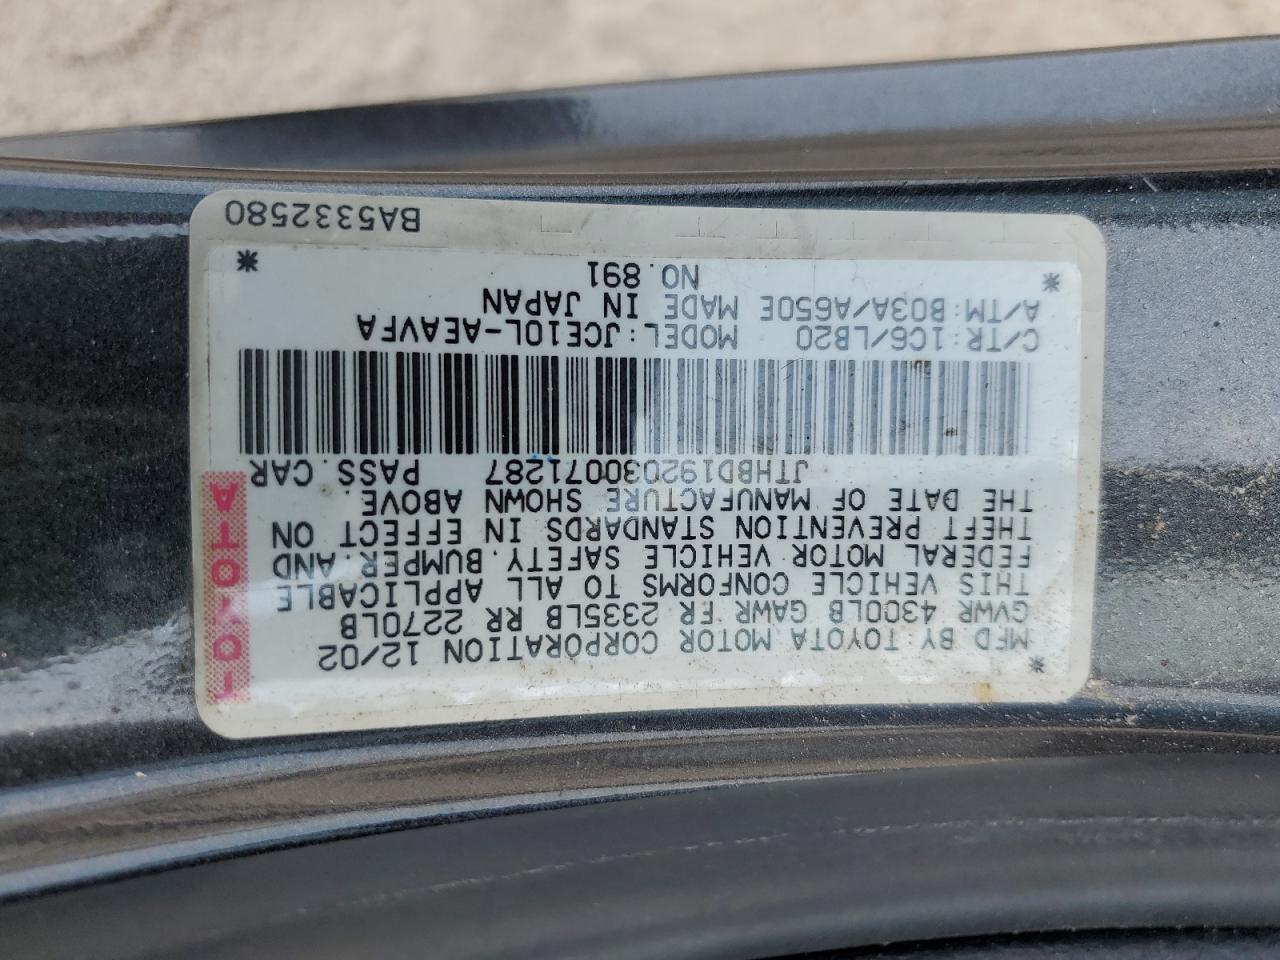 MFD BY TOYOTA MOTOR CORPORATION 12/02
GVWR 4300LB GAWR FR 2335LB RR 2270LB
THIS VEHICLE CONFORMS TO ALL APPLICABLE
FEDERAL MOTOR VEHICLE SAFETY, BUMPER AND
THEFT PREVENTION STANDARDS IN EFFECT ON
THE DATE OF MANUFACTURE SHOWN ABOVE.
JTHBD192030071287 PASS. CAR
C/TR: 1C6/LB20 MODEL: JCE10L-AEAVFA
A/TM: B03A/A650E MADE IN JAPAN
NO. 891
BA5332580
TOYOTA